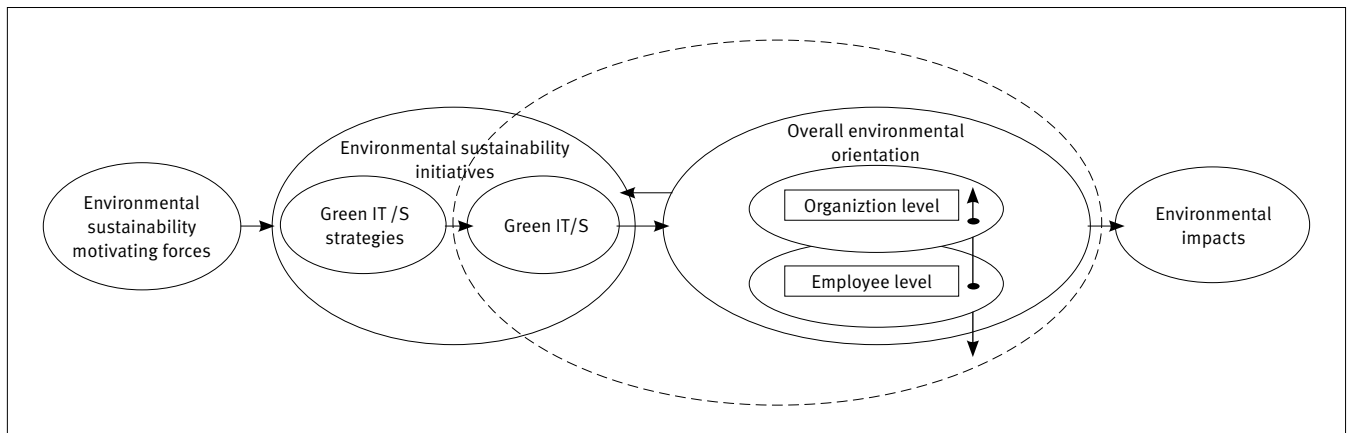 Environmental
sustainability
motivating forces
Environmental sustainability
initiatives
Green IT /S
strategies
Green IT/S
Overall environmental
orientation
Organiztion level
Employee level
Environmental
impacts